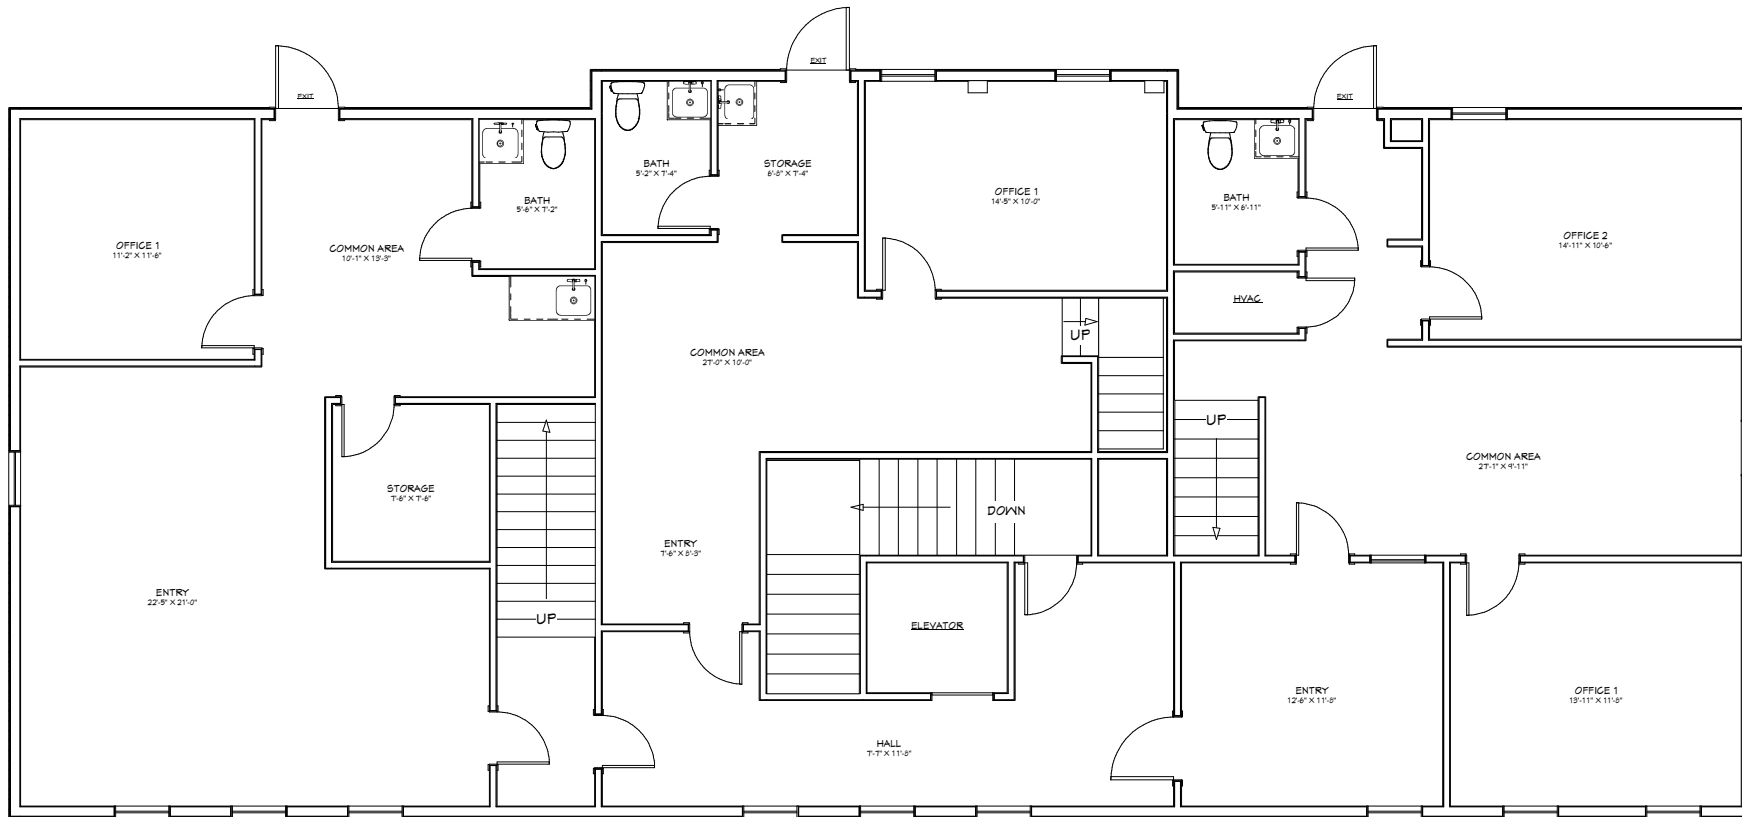 EXIT
EXIT
EXIT
BATH
5'-2" X 7'-4"
STORAGE
6'-8" X 7'-4"
OFFICE 1
14'-5" X 10'-0"
BATH
5'-6" X 7'-2"
BATH
5'-11" X 6'-11"
OFFICE 1
11'-2" X 11'-6"
COMMON AREA
10'-1" X 13'-3"
OFFICE 2
14'-11" X 10'-6"
HVAC
UP
COMMON AREA
27'-0" X 10'-0"
UP
COMMON AREA
27'-1" X 9'-11"
STORAGE
7'-6" X 7'-6"
DOWN
ENTRY
7'-6" X 8'-3"
ENTRY
22'-5" X 21'-0"
UP
ELEVATOR
ENTRY
12'-6" X 11'-8"
OFFICE 1
13'-11" X 11'-8"
HALL
7'-7" X 11'-8"